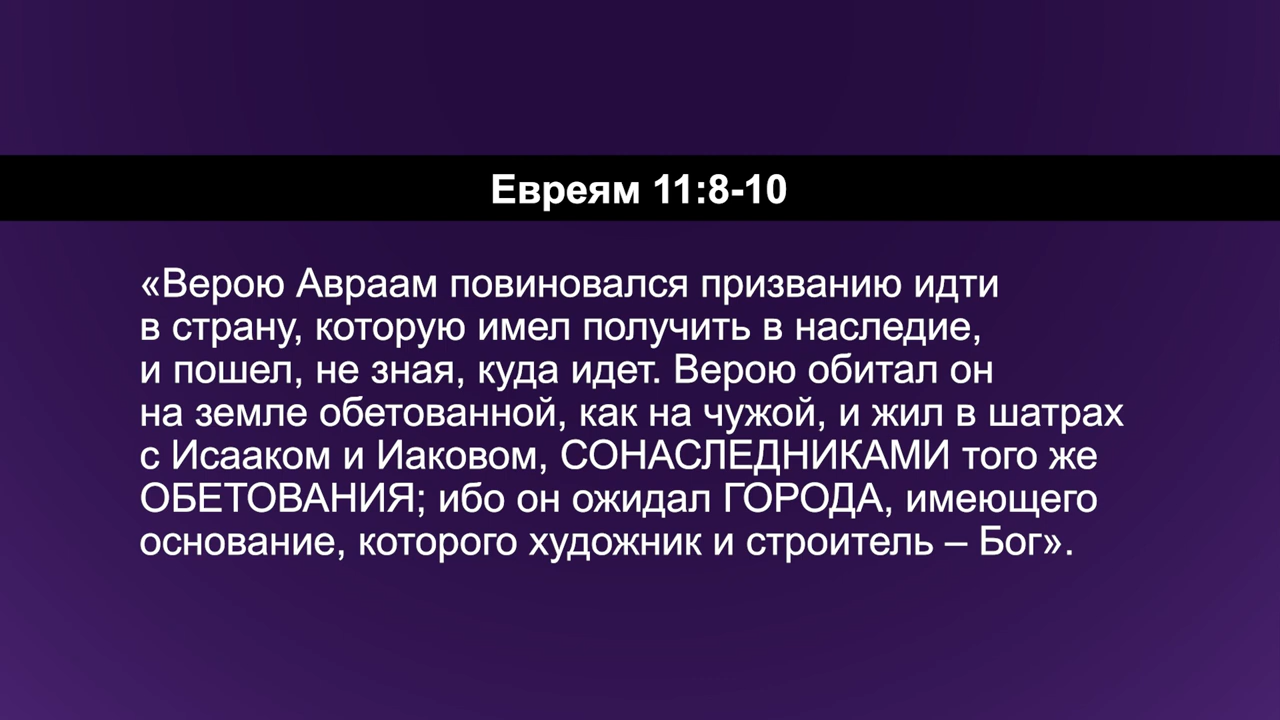 Евреям 11:8-10
«Верою Авраам повиновался призванию идти
в страну, которую имел получить в наследие,
и пошел, не зная, куда идет. Верою обитал он
на земле обетованной, как на чужой, и жил в шатрах
с Исааком и Иаковом, СОНАСЛЕДНИКАМИ того же
ОБЕТОВАНИЯ; ибо он ожидал ГОРОДА, имеющего
основание, которого художник и строитель – Бог».